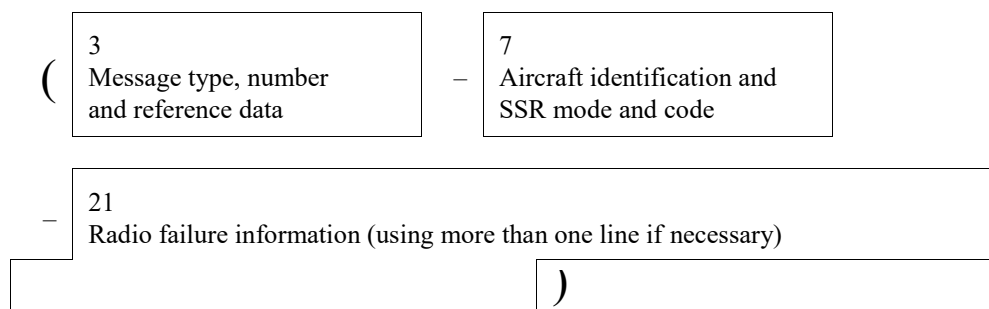 3
( Message type, number
and reference data
– 7
Aircraft identification and
SSR mode and code
– 21
Radio failure information (using more than one line if necessary)
)